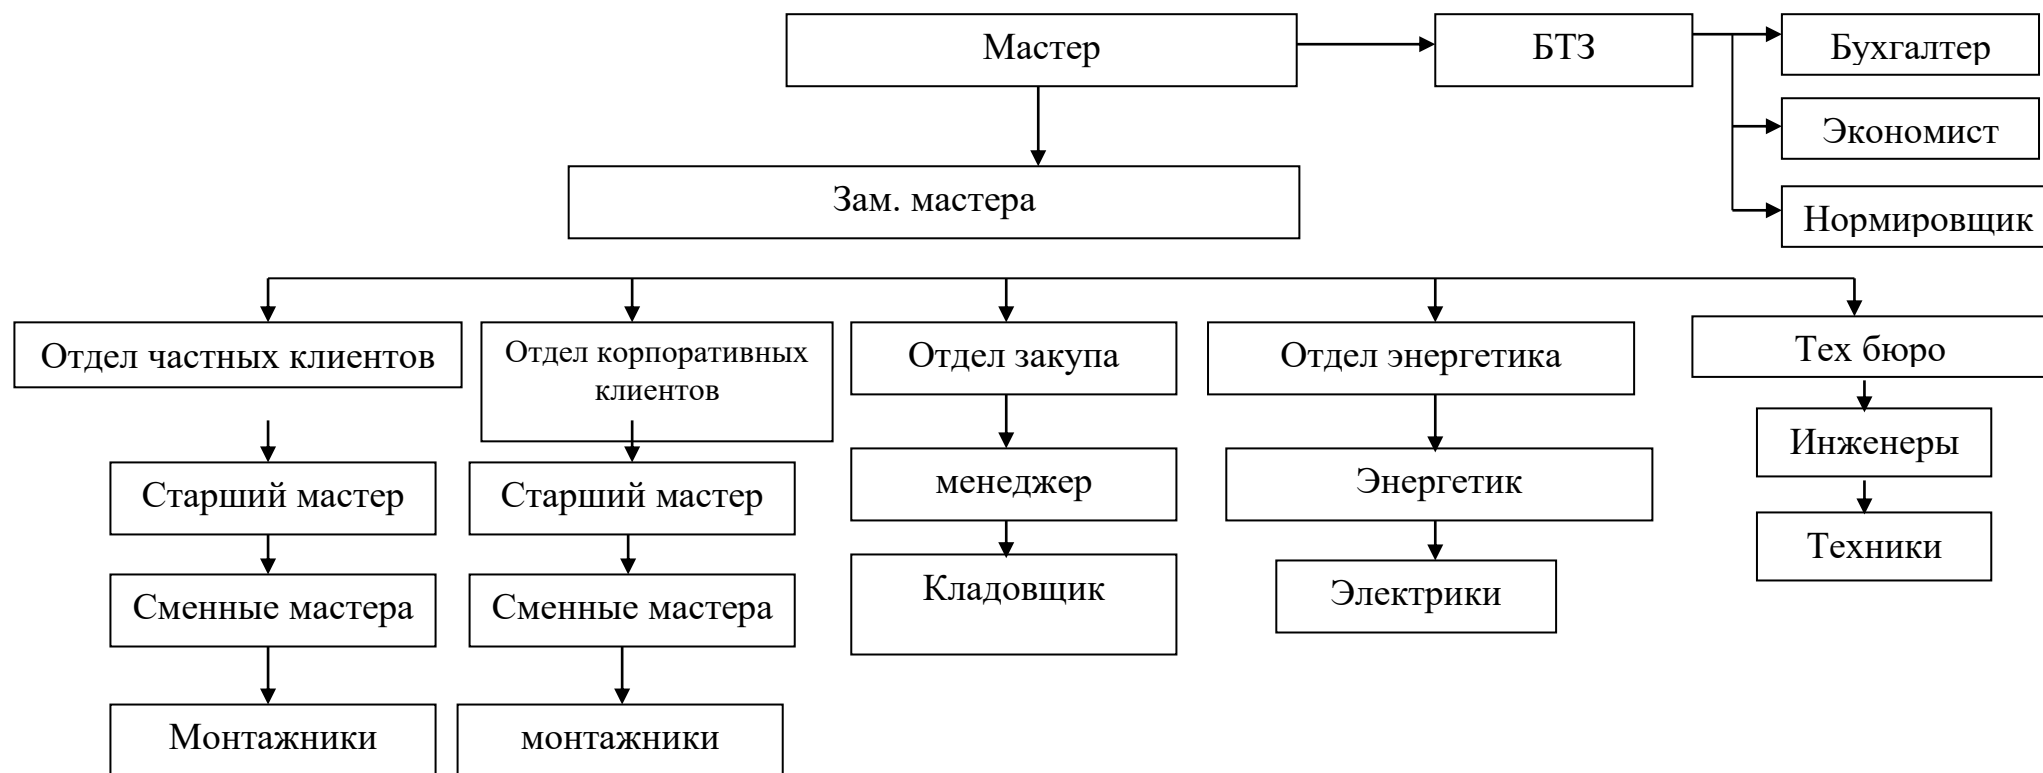 Мастер
БТЗ
Бухгалтер
Экономист
Зам. мастера
Нормировщик
Отдел частных клиентов
Отдел корпоративных
клиентов
Отдел закупа
Отдел энергетика
Тех бюро
Инженеры
Старший мастер
Старший мастер
менеджер
Энергетик
Техники
Сменные мастера
Сменные мастера
Кладовщик
Электрики
Монтажники
монтажники